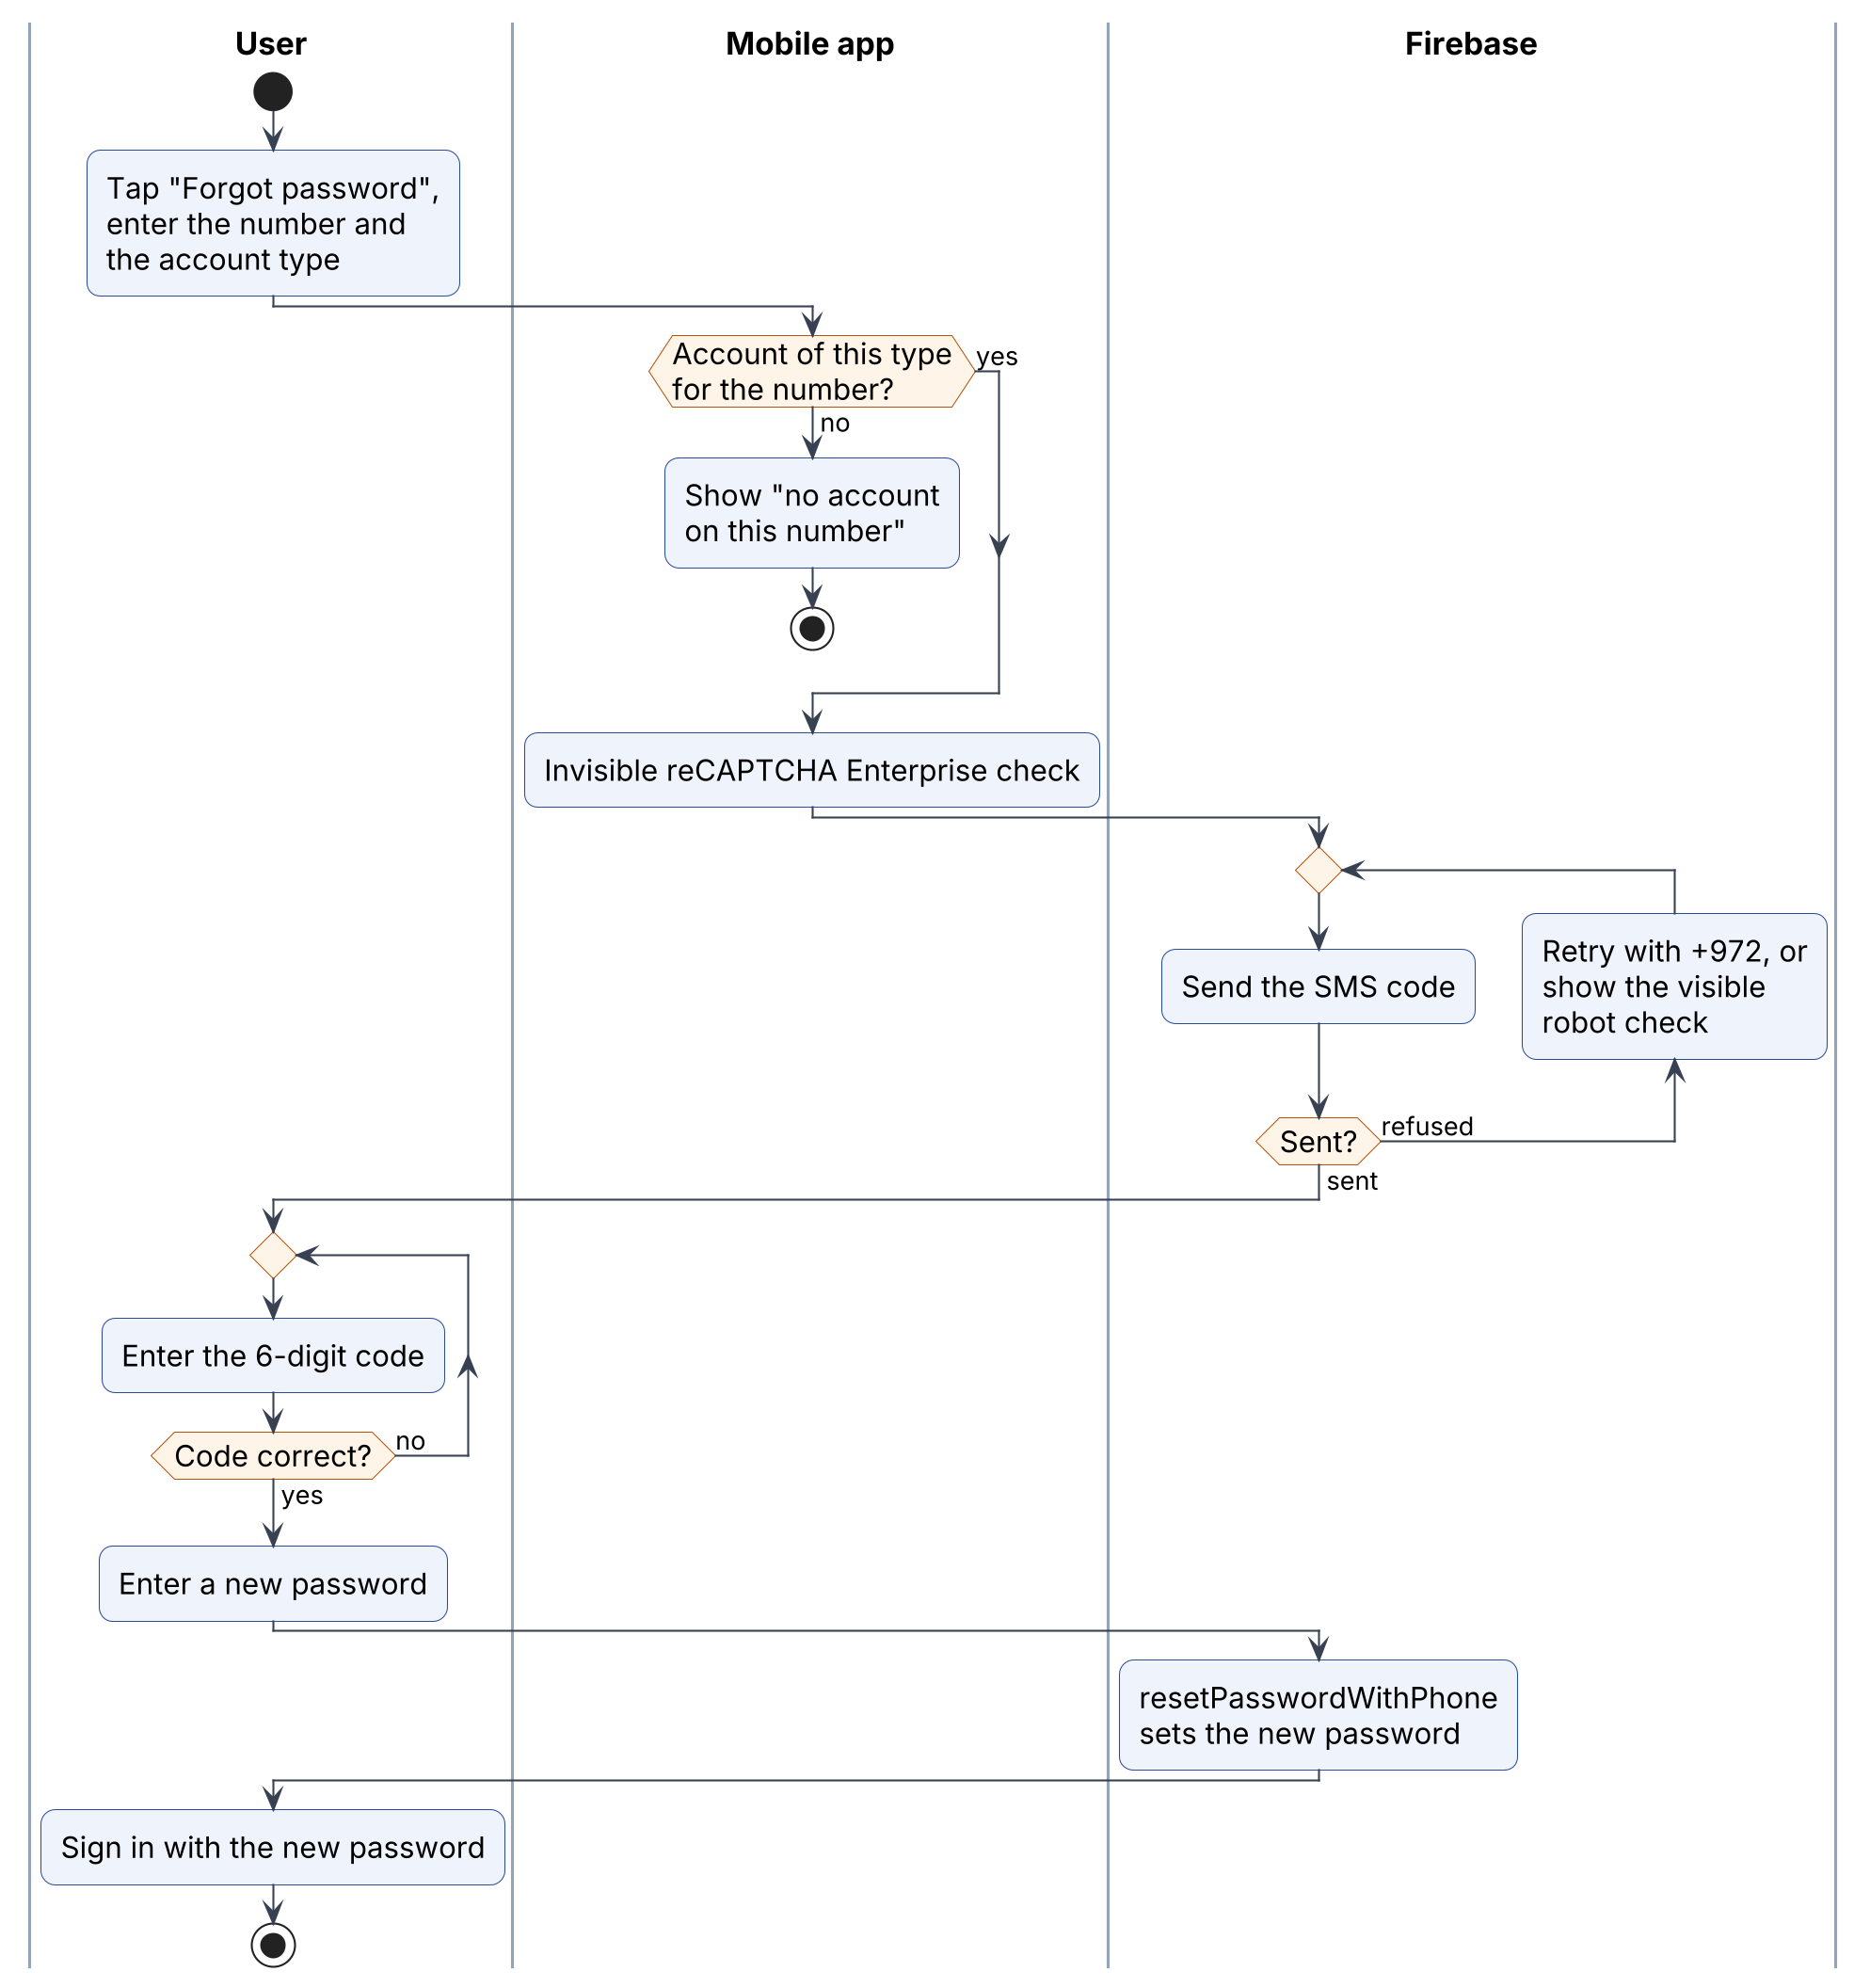 User
Mobile app
Firebase
Tap "Forgot password",
enter the number and
the account type
Account of this type
for the number?
yes
no
Show "no account
on this number"
Invisible reCAPTCHA Enterprise check
Retry with +972, or
show the visible
robot check
Send the SMS code
Sent?
refused
sent
Enter the 6-digit code
Code correct?
no
yes
Enter a new password
resetPasswordWithPhone
sets the new password
Sign in with the new password